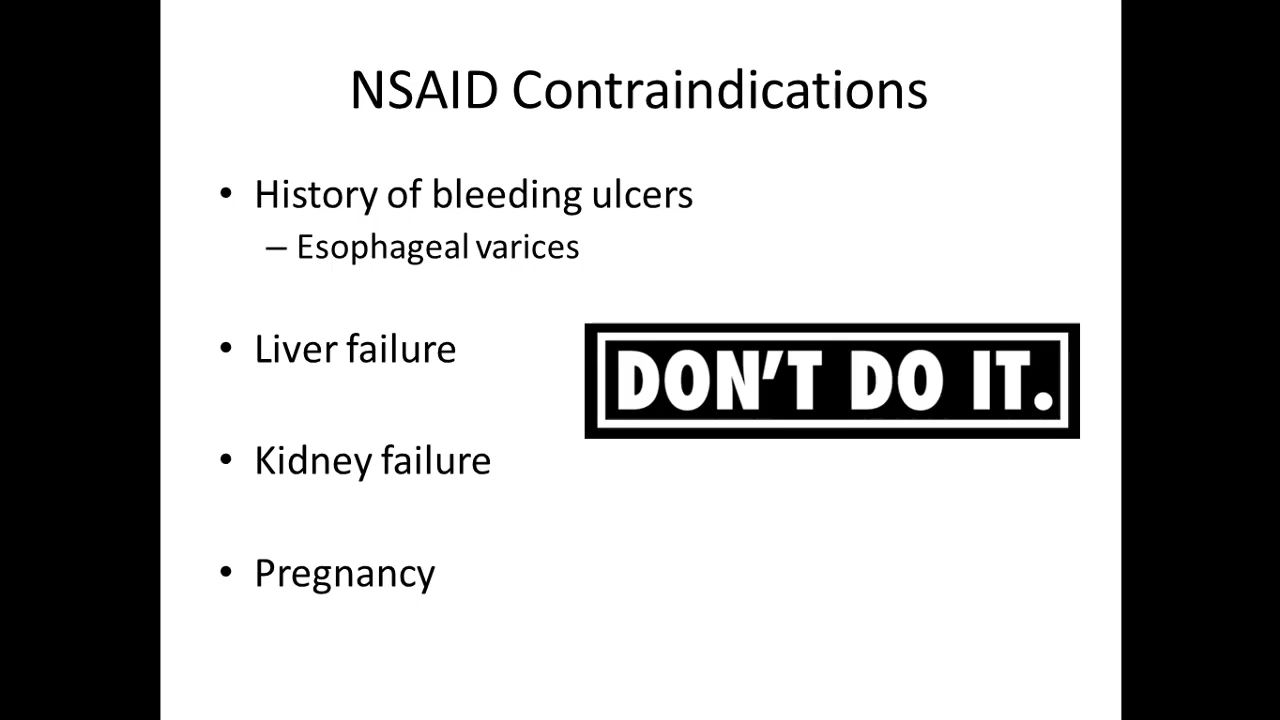 NSAID Contraindications
• History of bleeding ulcers
– Esophageal varices
• Liver failure
DON'T DO IT.
• Kidney failure
• Pregnancy